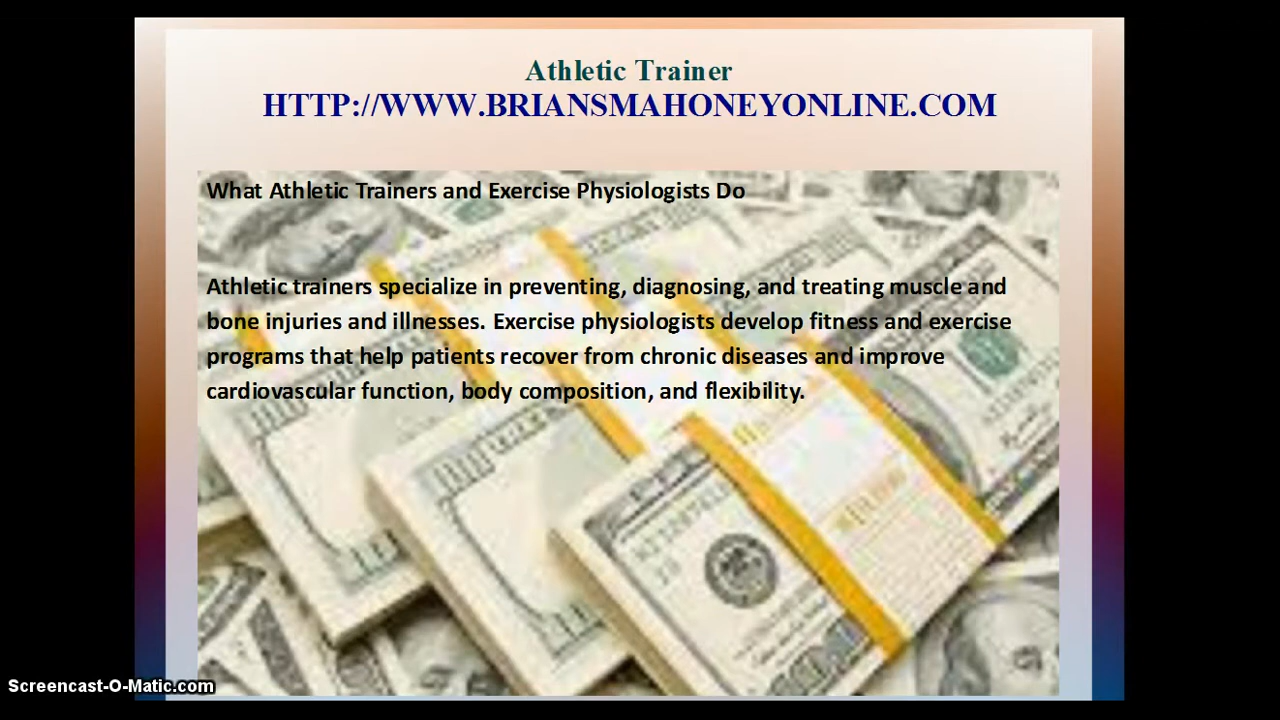 Athletic Trainer
HTTP://WWW.BRIANSMAHONEYONLINE.COM
What Athletic Trainers and Exercise Physiologists Do
Athletic trainers specialize in preventing, diagnosing, and treating muscle and
bone injuries and illnesses. Exercise physiologists develop fitness and exercise
programs that help patients recover from chronic diseases and improve
cardiovascular function, body composition, and flexibility.
Screencast-O-Matic.com